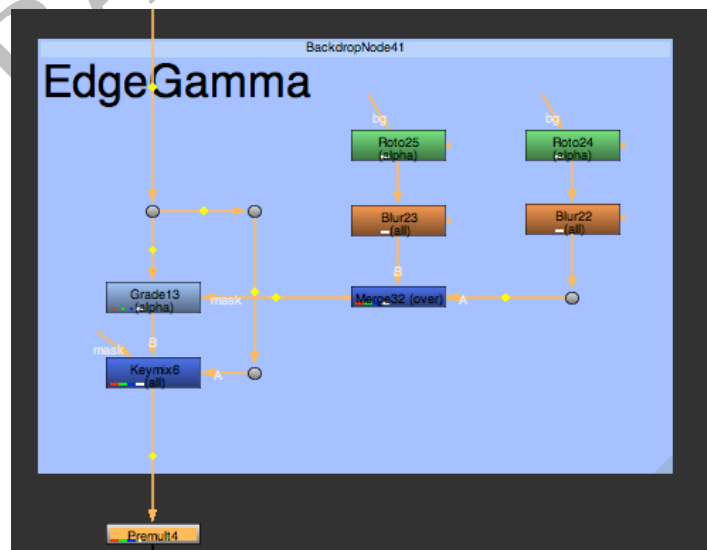 BackdropNode41
EdgeGamma
bg
bg
Roto25
(alpha)
Roto24
(alpha)
Blur23
(all)
Blur22
(all)
B
Grade13
(alpha)
mask
Merge32 (over)
A
B
mask
Keymix6
(all)
A
Premult4